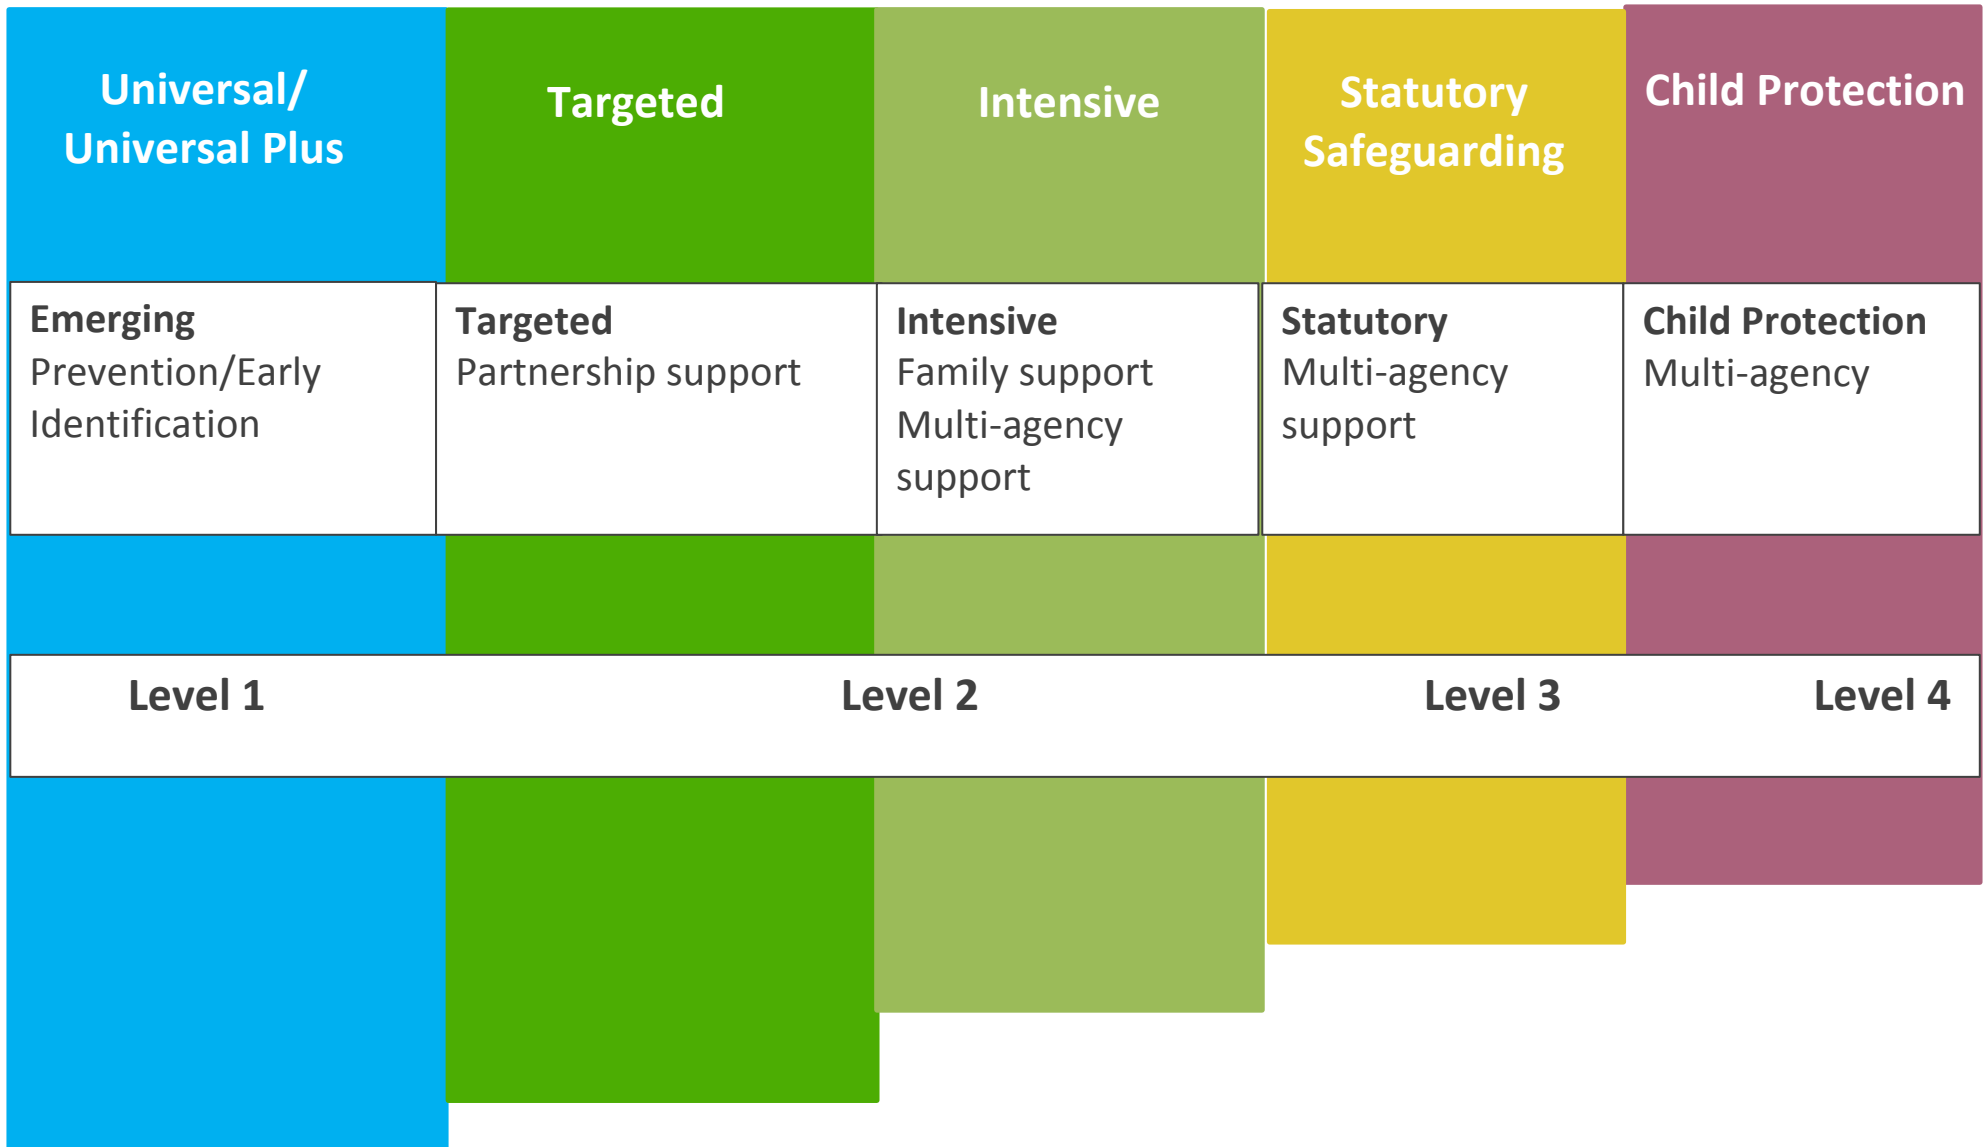 Universal/
Universal Plus
Targeted
Intensive
Statutory
Safeguarding
Child Protection
Emerging
Prevention/Early
Identification
Targeted
Partnership support
Intensive
Family support
Multi-agency
support
Statutory
Multi-agency
support
Child Protection
Multi-agency
Level 1
Level 2
Level 3
Level 4